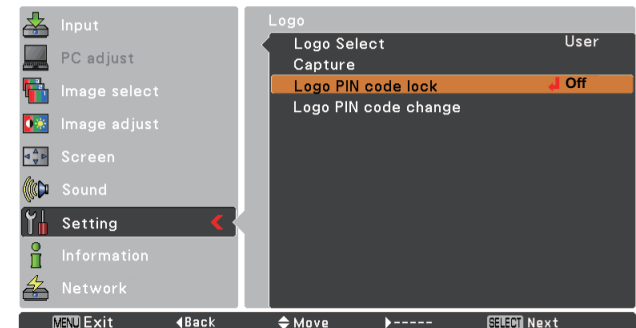 Input
PC adjust
Image select
Image adjust
Screen
Sound
Setting
Information
Network
Logo
Logo Select User
Capture
Logo PIN code lock Off
Logo PIN code change
MENU Exit Back Move ----- SELECT Next